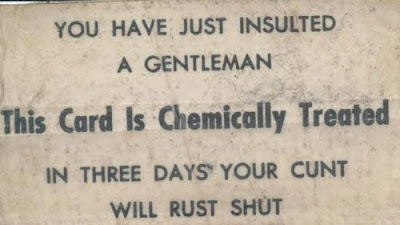 YOU HAVE JUST INSULTED
A GENTLEMAN
This Card Is Chemically Treated
IN THREE DAYS YOUR CUNT
WILL RUST SHUT